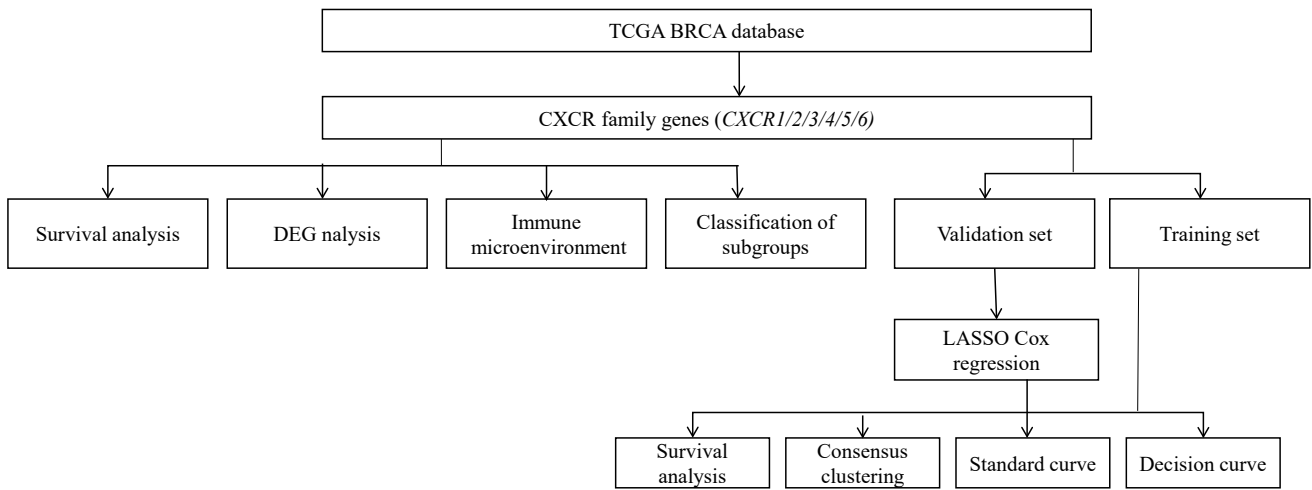 TCGA BRCA database
CXCR family genes (CXCR1/2/3/4/5/6)
Survival analysis
DEG nalysis
Immune
microenvironment
Classification of
subgroups
Validation set
Training set
LASSO Cox
regression
Survival
analysis
Consensus
clustering
Standard curve
Decision curve